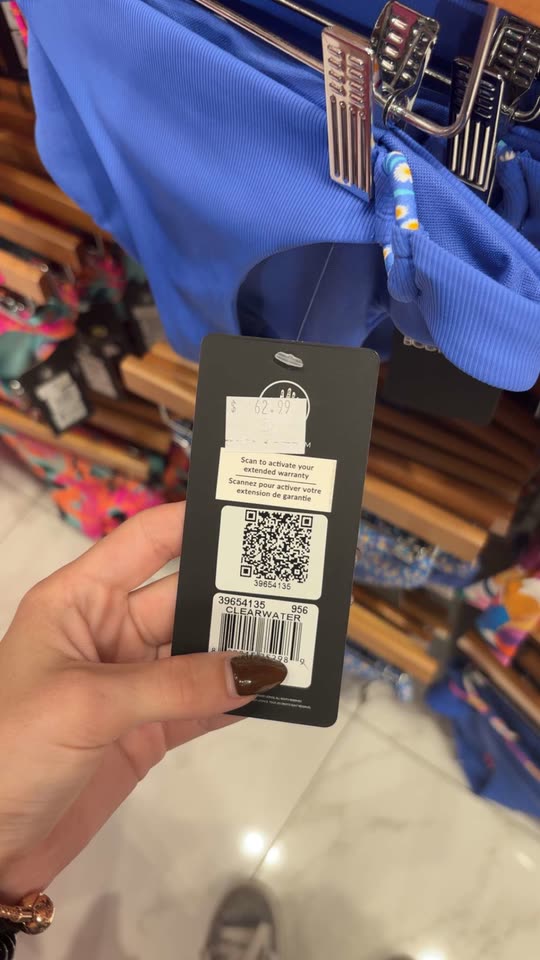 $ 62.99
Scan to activate your
extended warranty
Scannez pour activer votre
extension de garantie
39654135
39654135 956
CLEARWATER